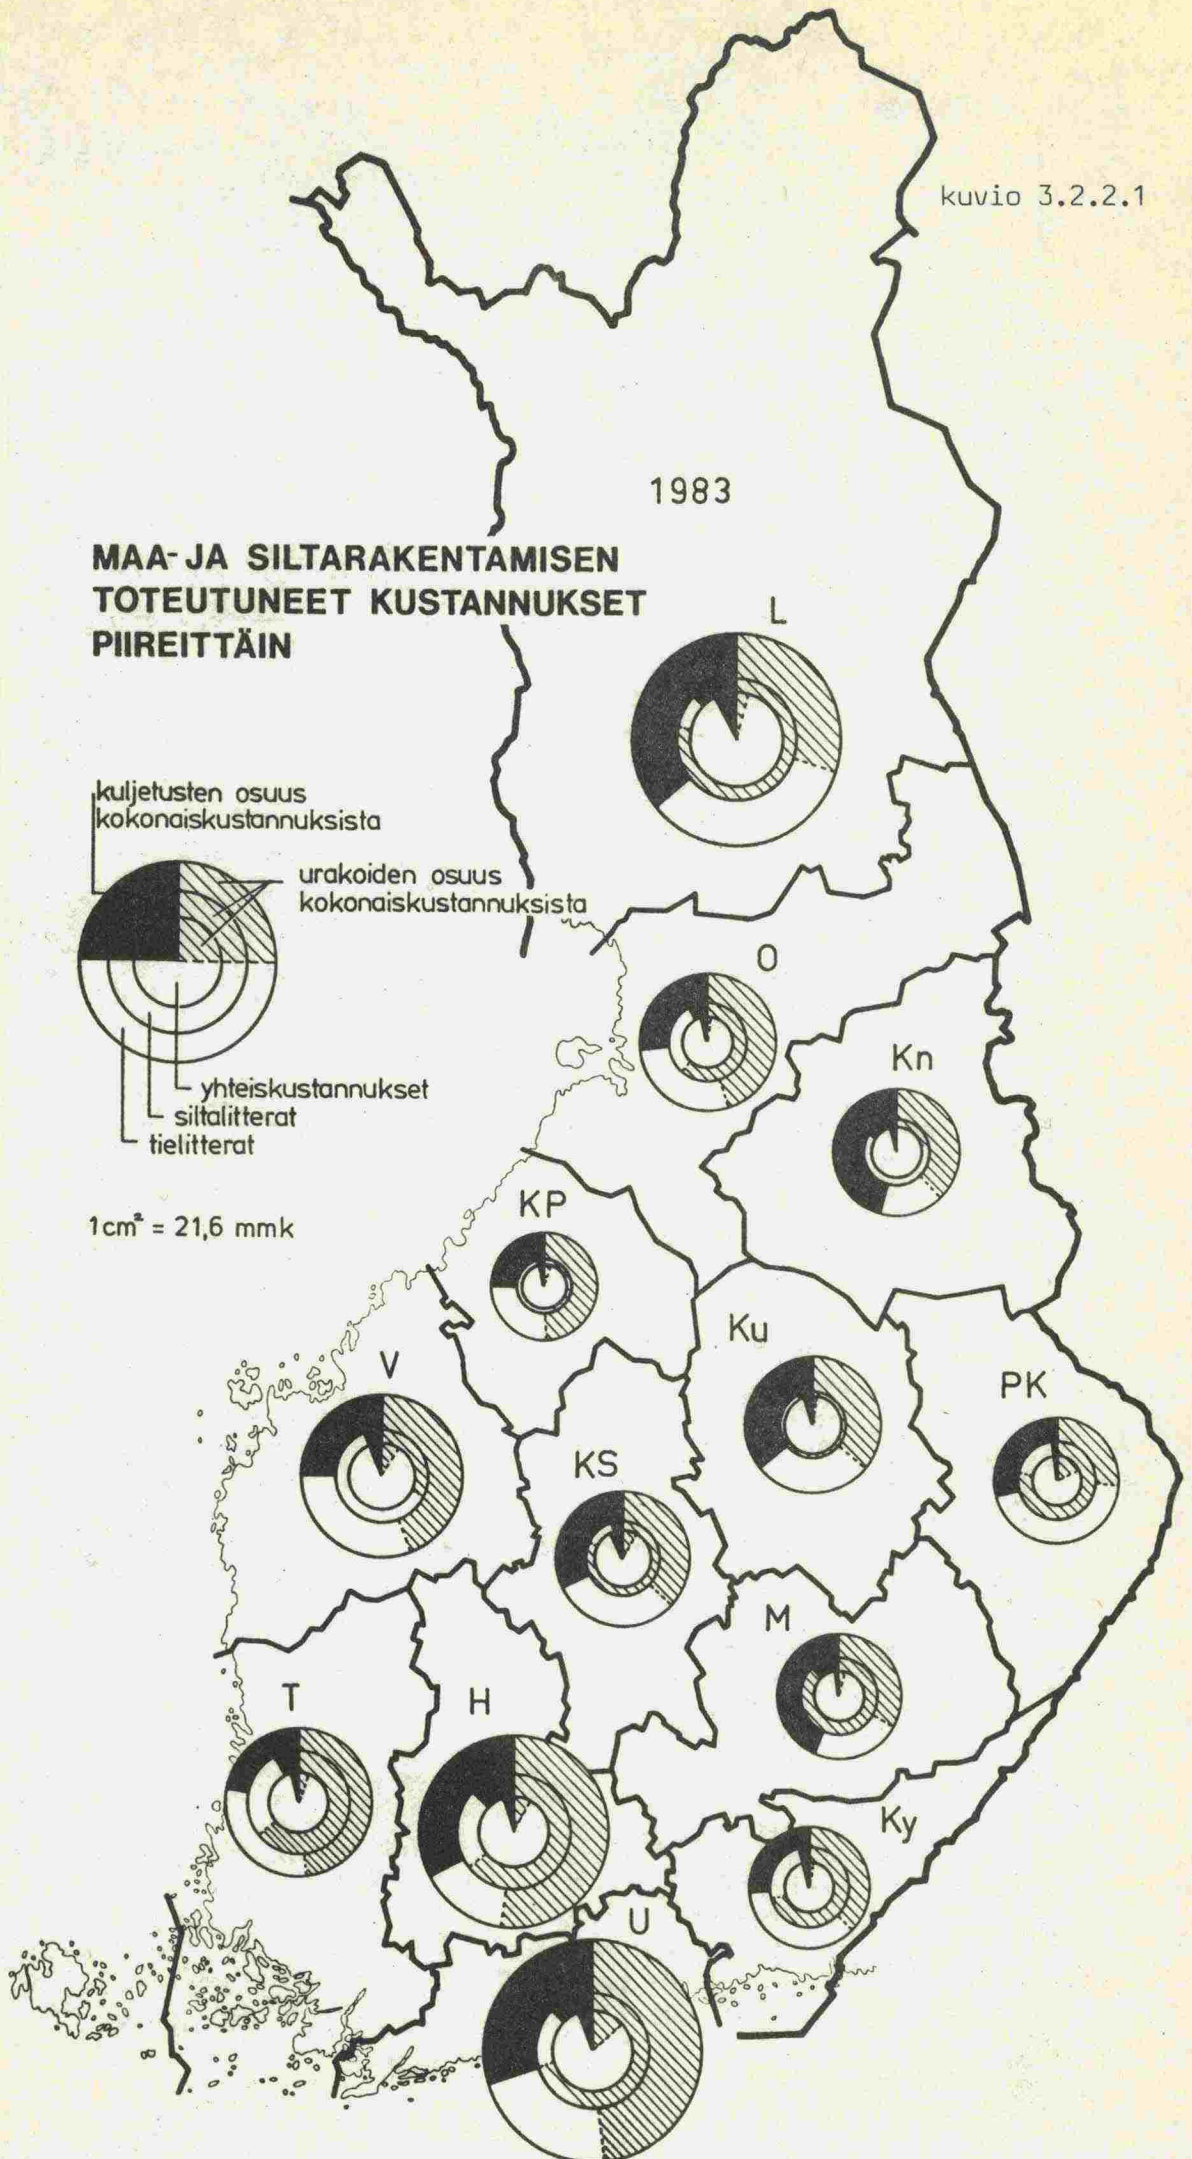 kuvio 3.2.2.1
1983
MAA- JA SILTARAKENTAMISEN
TOTEUTUNEET KUSTANNUKSET
PIIREITTÄIN
L
kuljetusten osuus
kokonaiskustannuksista
urakoiden osuus
kokonaiskustannuksista
O
Kn
yhteiskustannukset
siltalitterat
tielitterat
KP
1cm² = 21,6 mmk
Ku
V
PK
KS
M
T
H
Ky
U